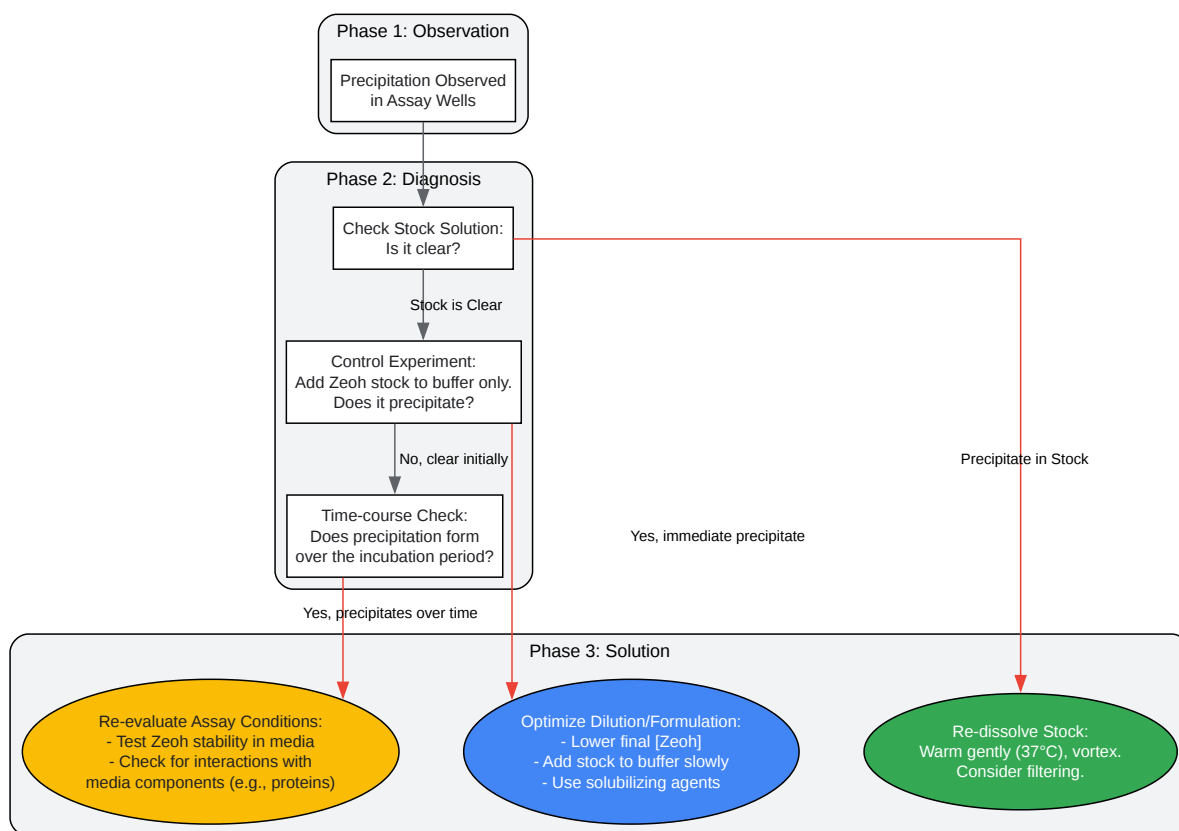 Phase 1: Observation
Precipitation Observed
in Assay Wells
Phase 2: Diagnosis
Check Stock Solution:
Is it clear?
Stock is Clear
Control Experiment:
Add Zeoh stock to buffer only.
Does it precipitate?
No, clear initially
Precipitate in Stock
Time-course Check:
Does precipitation form
over the incubation period?
Yes, immediate precipitate
Yes, precipitates over time
Phase 3: Solution
Re-evaluate Assay Conditions:
- Test Zeoh stability in media
- Check for interactions with
media components (e.g., proteins)
Optimize Dilution/Formulation:
- Lower final [Zeoh]
- Add stock to buffer slowly
- Use solubilizing agents
Re-dissolve Stock:
Warm gently (37°C), vortex.
Consider filtering.